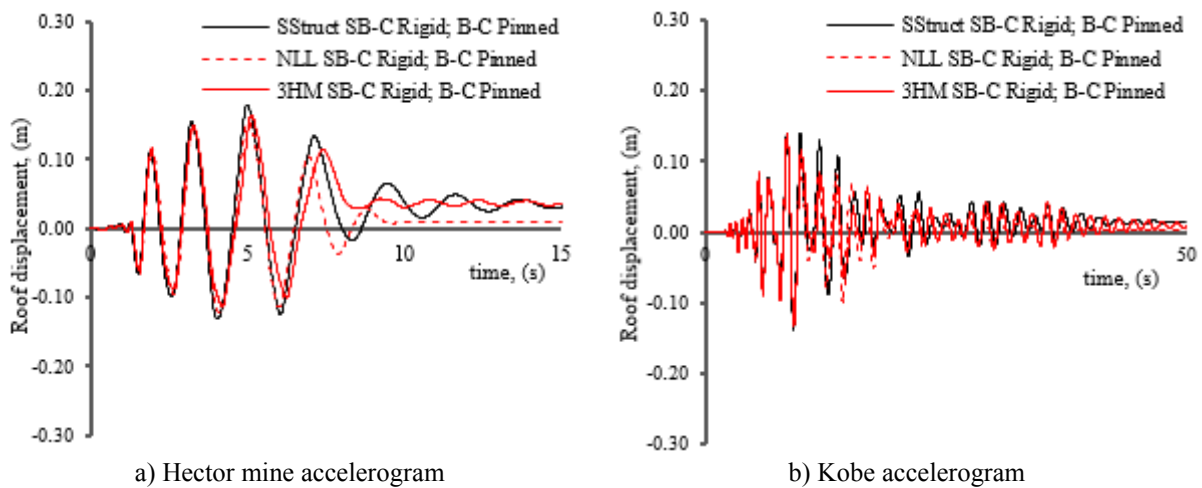 0.30
0.20
0.10
0.00
-0.10
-0.20
-0.30
Roof displacement, (m)
SStruct SB-C Rigid; B-C Pinned
NLL SB-C Rigid; B-C Pinned
3HM SB-C Rigid; B-C Pinned
0 5 10 15
time, (s)
a) Hector mine accelerogram
0.30
0.20
0.10
0.00
-0.10
-0.20
-0.30
Roof displacement, (m)
SStruct SB-C Rigid; B-C Pinned
NLL SB-C Rigid; B-C Pinned
3HM SB-C Rigid; B-C Pinned
0 50
time, (s)
b) Kobe accelerogram